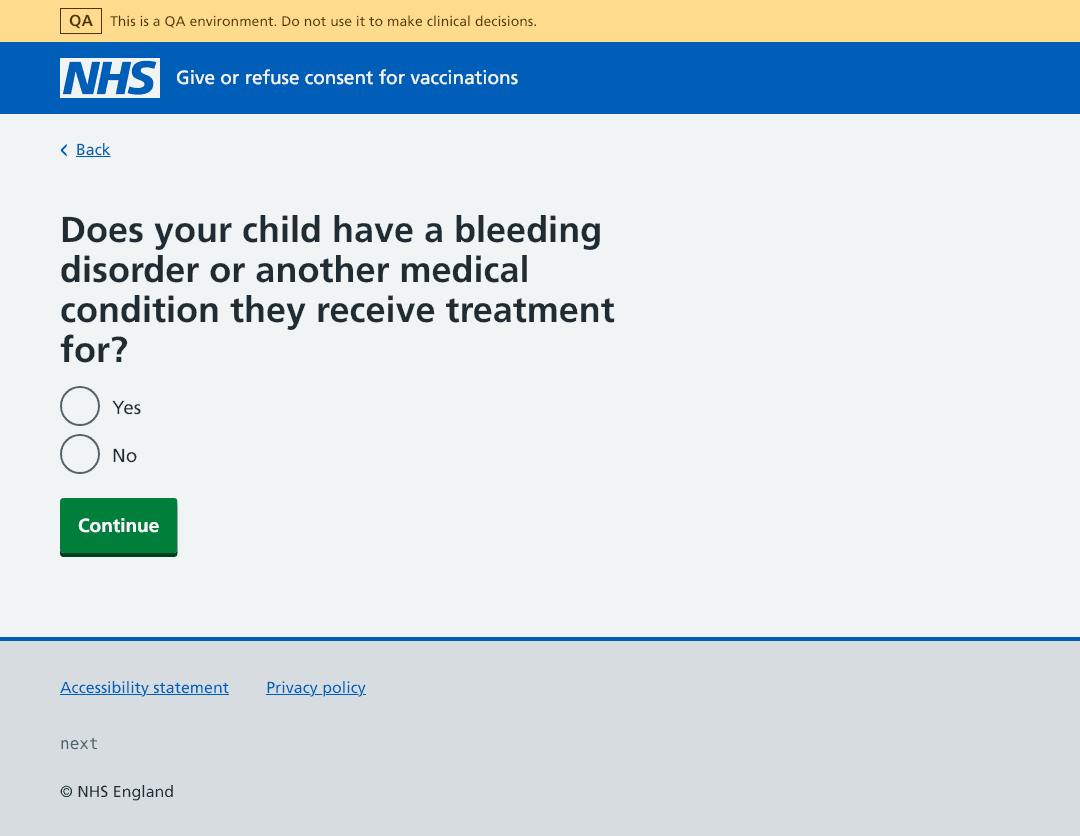 QA This is a QA environment. Do not use it to make clinical decisions.
NHS Give or refuse consent for vaccinations
Back
Does your child have a bleeding
disorder or another medical
condition they receive treatment
for?
Yes
No
Continue
Accessibility statement Privacy policy
next
© NHS England